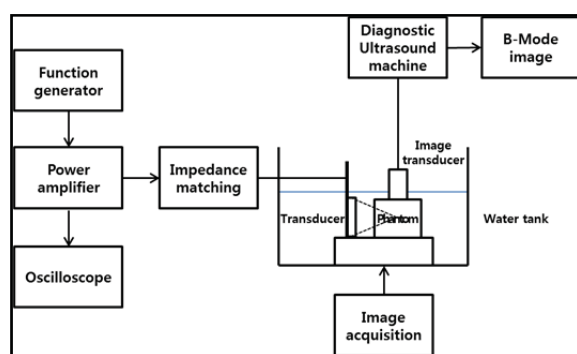 Function
generator
Power
amplifier
Oscilloscope
Impedance
matching
Diagnostic
Ultrasound
machine
B-Mode
image
Image
transducer
Transducer
Phantom
Water tank
Image
acquisition